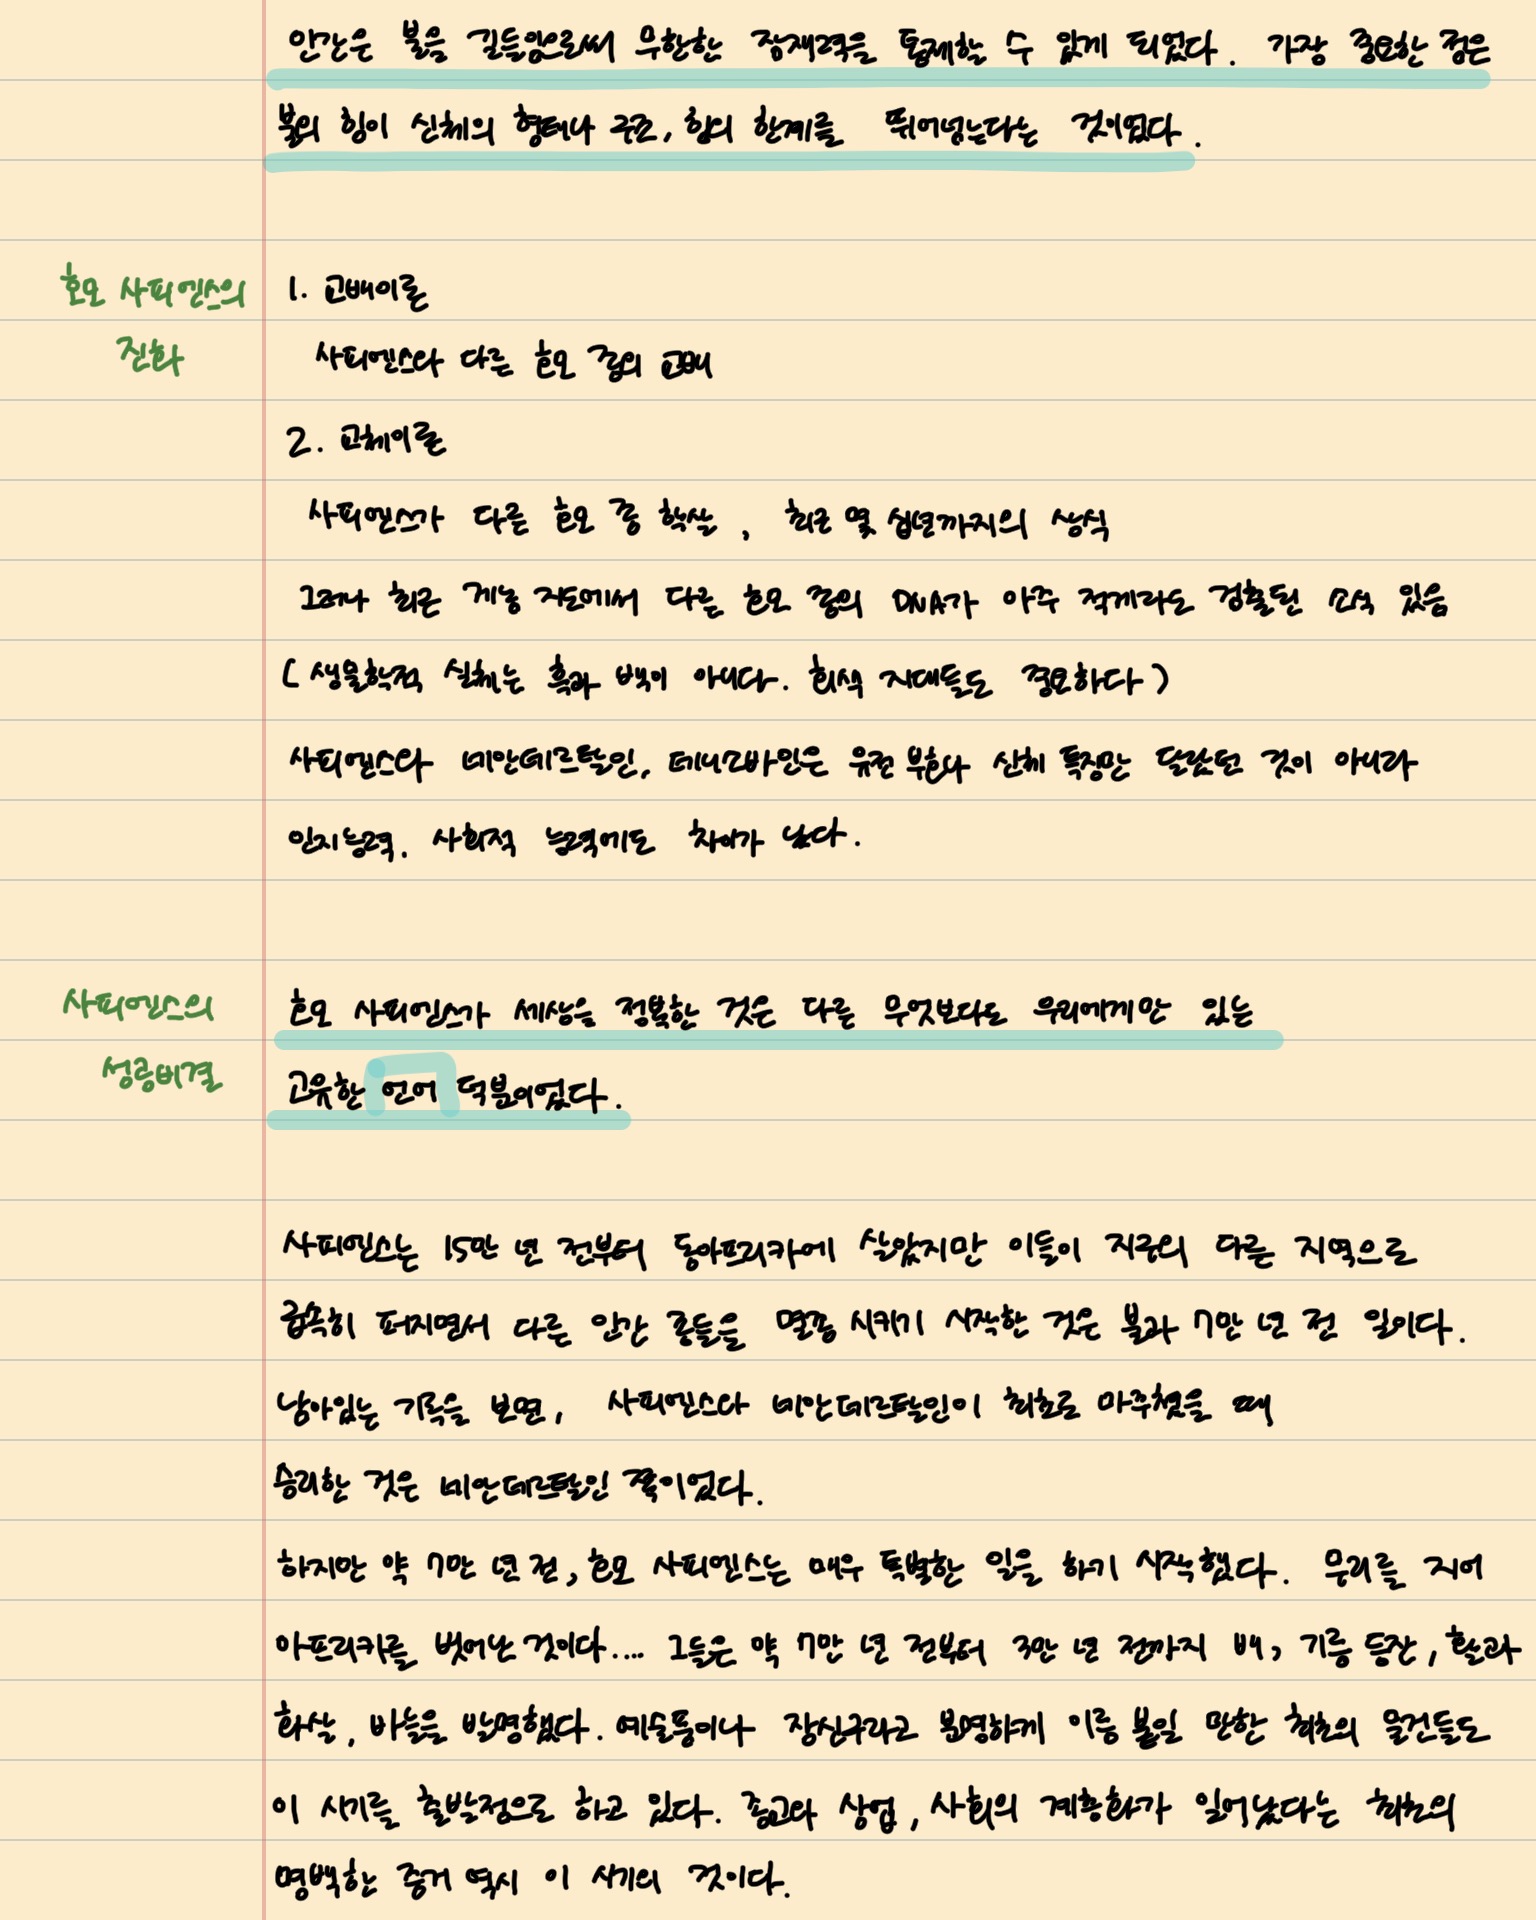 인간은 불을 길들임으로써 무한한 잠재력을 통제할 수 있게 되었다. 가장 중요한 점은
불의 힘이 신체의 형태나 구조, 힘의 한계를 뛰어넘는다는 것이었다.
호모 사피엔스의
진화
1. 교배이론
사피엔스와 다른 호모 종의 교배
2. 교체이론
사피엔스가 다른 호모 종 학살, 최근 몇 십년까지의 상식
그러나 최근 게놈 지도에서 다른 호모 종의 DNA가 아주 적게라도 검출된 소식 있음
(생물학적 실체는 흑과 백이 아니다. 회색 지대들도 중요하다)
사피엔스와 네안데르탈인, 데니소바인은 유전 부호나 신체 특징만 달랐던 것이 아니라
인지능력, 사회적 능력에도 차이가 났다.
사피엔스의
성공비결
호모 사피엔스가 세상을 정복한 것은 다른 무엇보다도 우리에게만 있는
고유한 언어 덕분이었다.
사피엔스는 15만 년 전부터 동아프리카에 살았지만 이들이 지구의 다른 지역으로
급속히 퍼지면서 다른 인간 종들을 멸종 시키기 시작한 것은 불과 7만 년 전 일이다.
남아있는 기록을 보면, 사피엔스와 네안데르탈인이 최초로 마주쳤을 때
승리한 것은 네안데르탈인 쪽이었다.
하지만 약 7만 년 전, 호모 사피엔스는 매우 특별한 일을 하기 시작했다. 무리를 지어
아프리카를 벗어난 것이다.... 그들은 약 7만 년 전부터 3만 년 전까지 배, 기름 등잔, 활과
화살, 바늘을 발명했다. 예술품이나 장신구라고 분명하게 이름 붙일 만한 최초의 물건들도
이 시기를 출발점으로 하고 있다. 종교와 상업, 사회의 계층화가 일어났다는 최초의
명백한 증거 역시 이 시기의 것이다.